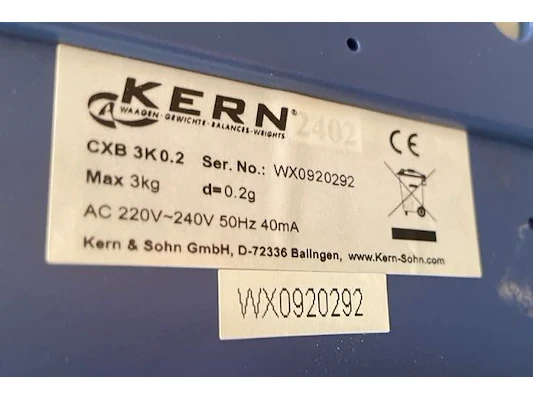 KERN®
WAAGEN·GEWICHTE·BALANCES·WEIGHTS
2402
CE
CXB 3K0.2 Ser. No.: WX0920292
Max 3kg d=0.2g
AC 220V~240V 50Hz 40mA
Kern & Sohn GmbH, D-72336 Balingen, www.Kern-Sohn.com
WX0920292